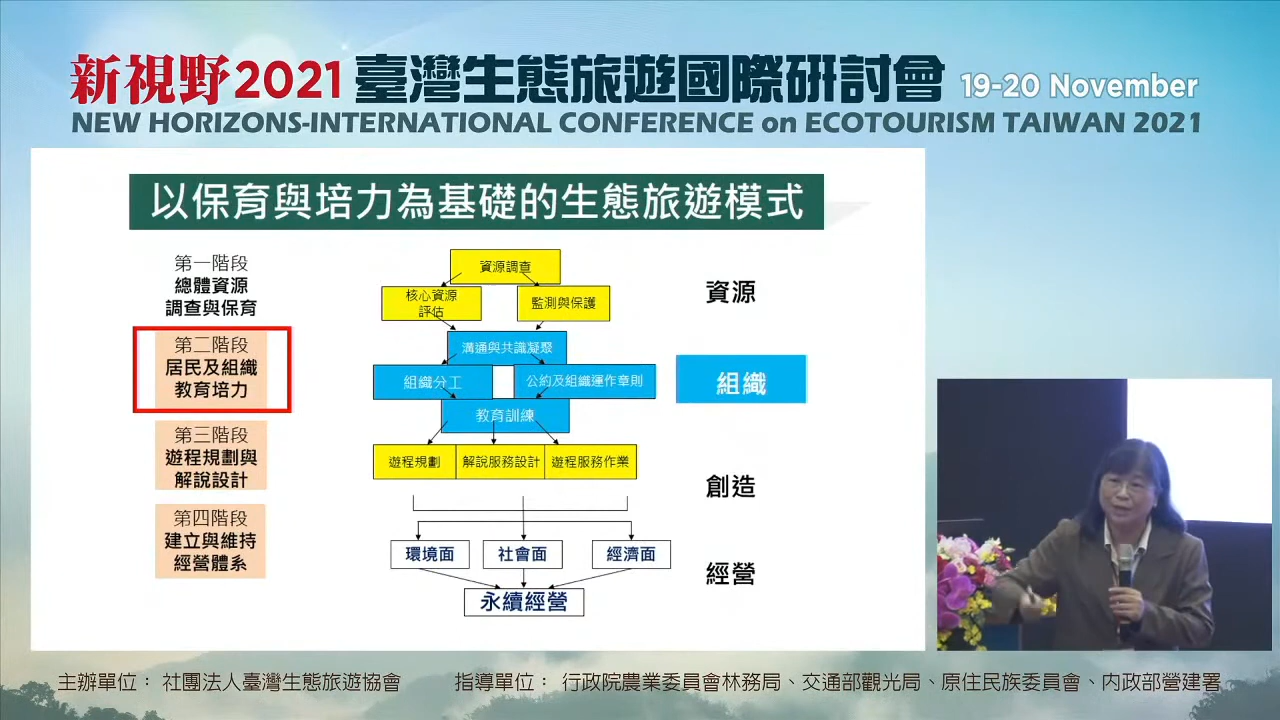 新視野2021臺灣生態旅遊國際研討會 19-20 November
NEW HORIZONS-INTERNATIONAL CONFERENCE on ECOTOURISM TAIWAN 2021
以保育與培力為基礎的生態旅遊模式
第一階段
總體資源
調查與保育
第二階段
居民及組織
教育培力
第三階段
遊程規劃與
解說設計
第四階段
建立與維持
經營體系
資源調查
核心資源
評估
監測與保護
溝通與共識凝聚
組織分工
公約及組織運作章則
教育訓練
遊程規劃
解說服務設計
遊程服務作業
環境面
社會面
經濟面
永續經營
資源
組織
創造
經營
主辦單位： 社團法人臺灣生態旅遊協會
指導單位： 行政院農業委員會林務局、交通部觀光局、原住民族委員會、內政部營建署